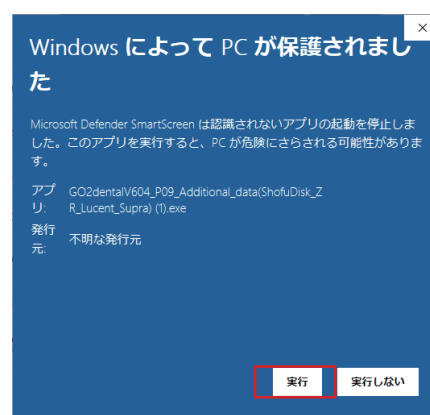 Windows によって PC が保護されまし
た
Microsoft Defender SmartScreen は認識されないアプリの起動を停止しま
した。このアプリを実行すると、PC が危険にさらされる可能性がありま
す。
アプ
リ:
GO2dentalV604_P09_Additional_data(ShofuDisk_Z
R_Lucent_Supra) (1).exe
発行
元:
不明な発行元
実行
実行しない